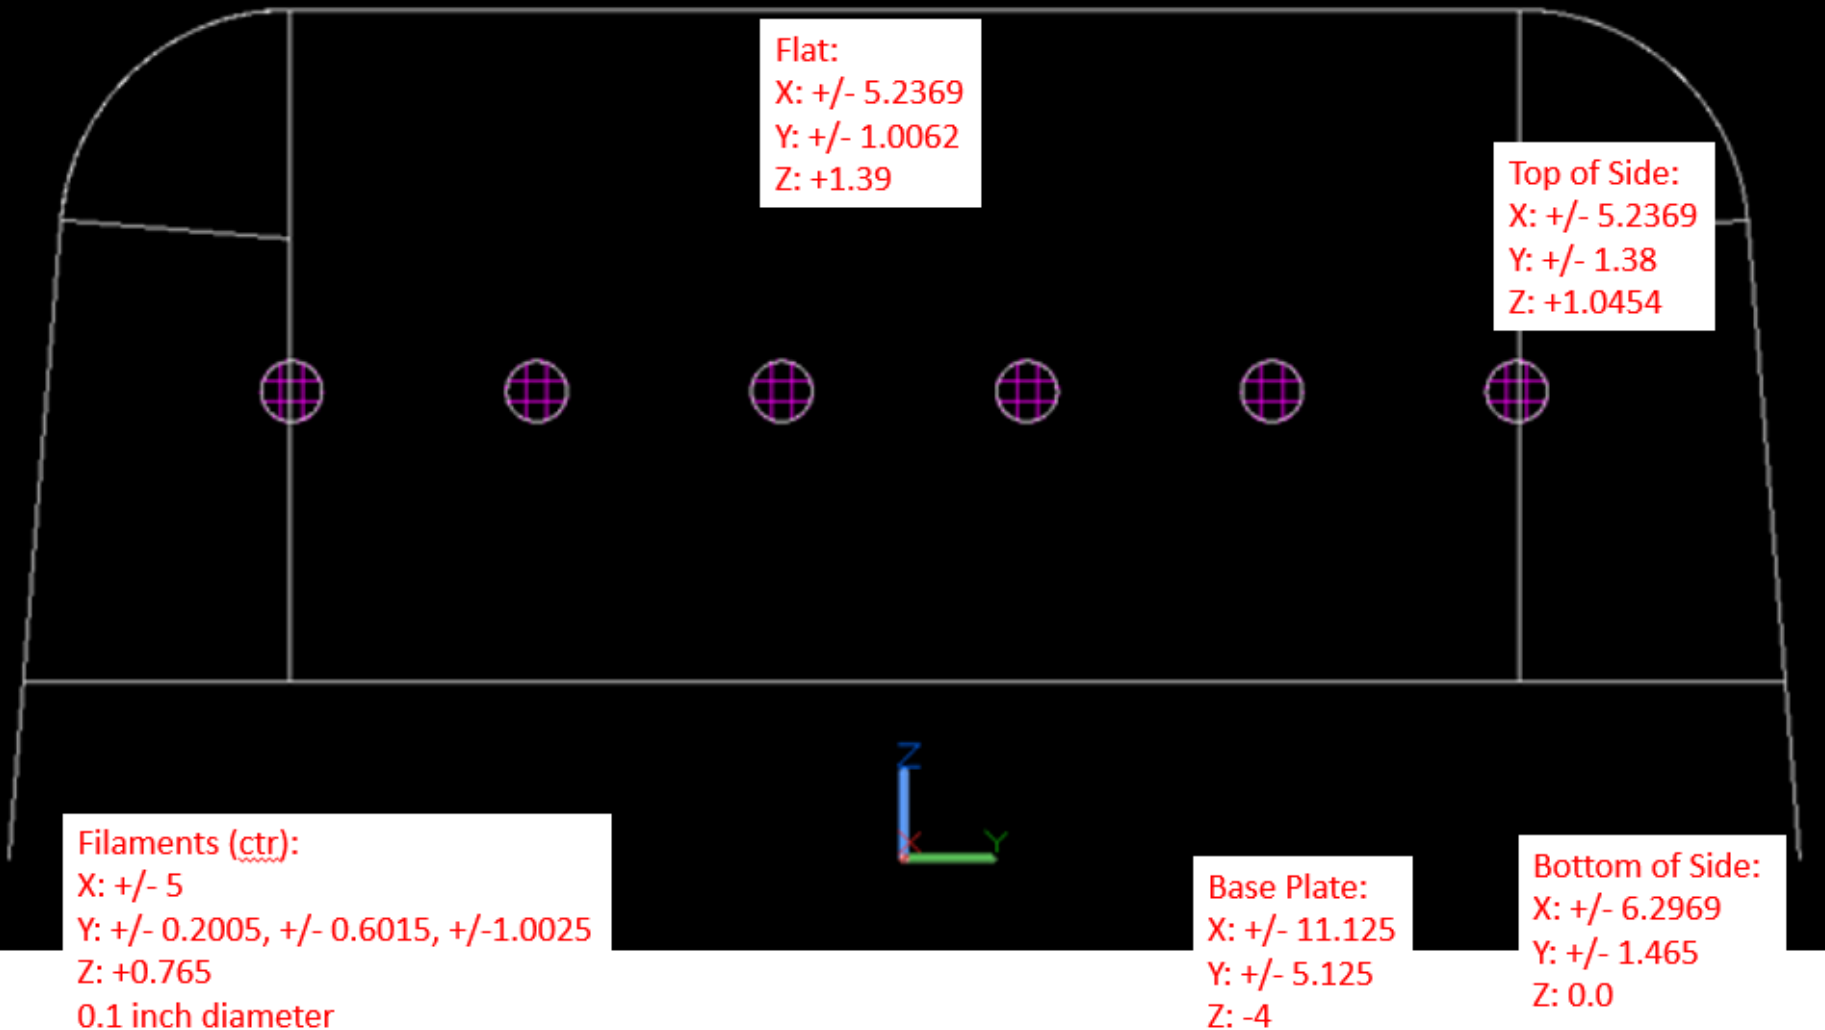 Flat:
X: +/- 5.2369
Y: +/- 1.0062
Z: +1.39
Top of Side:
X: +/- 5.2369
Y: +/- 1.38
Z: +1.0454
Z
X
Y
Filaments (ctr):
X: +/- 5
Y: +/- 0.2005, +/- 0.6015, +/-1.0025
Z: +0.765
0.1 inch diameter
Base Plate:
X: +/- 11.125
Y: +/- 5.125
Z: -4
Bottom of Side:
X: +/- 6.2969
Y: +/- 1.465
Z: 0.0